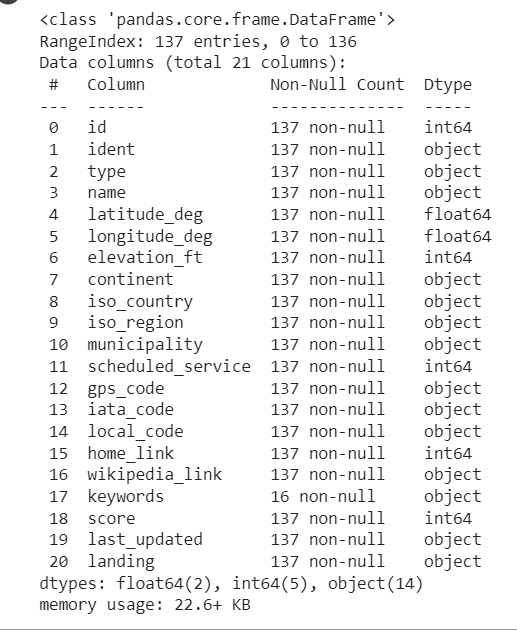 <class 'pandas.core.frame.DataFrame'>
RangeIndex: 137 entries, 0 to 136
Data columns (total 21 columns):
 #   Column             Non-Null Count  Dtype
---  ------             --------------  -----
 0   id                 137 non-null    int64
 1   ident              137 non-null    object
 2   type               137 non-null    object
 3   name               137 non-null    object
 4   latitude_deg       137 non-null    float64
 5   longitude_deg      137 non-null    float64
 6   elevation_ft       137 non-null    int64
 7   continent          137 non-null    object
 8   iso_country        137 non-null    object
 9   iso_region         137 non-null    object
 10  municipality       137 non-null    object
 11  scheduled_service  137 non-null    int64
 12  gps_code           137 non-null    object
 13  iata_code          137 non-null    object
 14  local_code         137 non-null    object
 15  home_link          137 non-null    int64
 16  wikipedia_link     137 non-null    object
 17  keywords           16 non-null     object
 18  score              137 non-null    int64
 19  last_updated       137 non-null    object
 20  landing            137 non-null    object
dtypes: float64(2), int64(5), object(14)
memory usage: 22.6+ KB